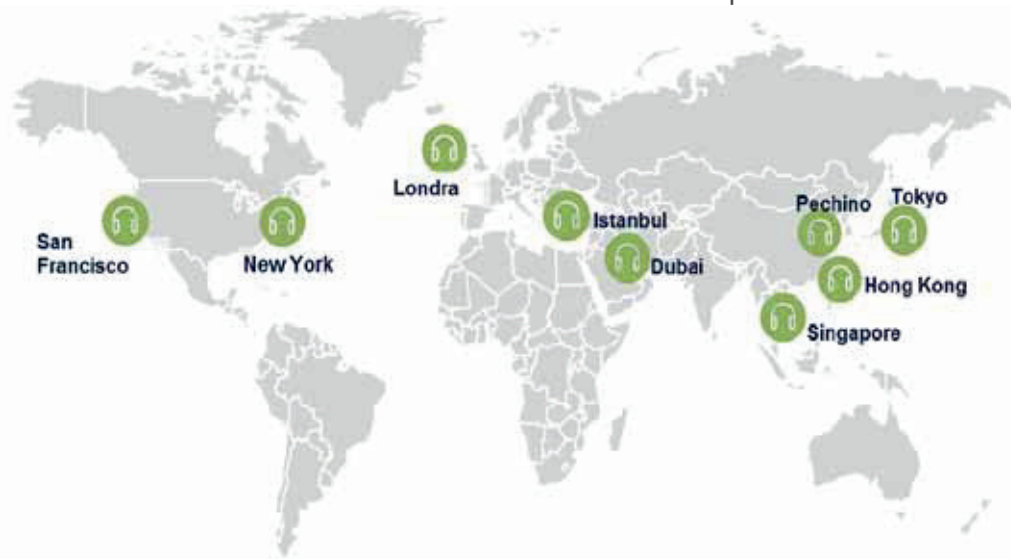 Londra
Pechino
Tokyo
Istanbul
San
Francisco
New York
Dubai
Hong Kong
Singapore